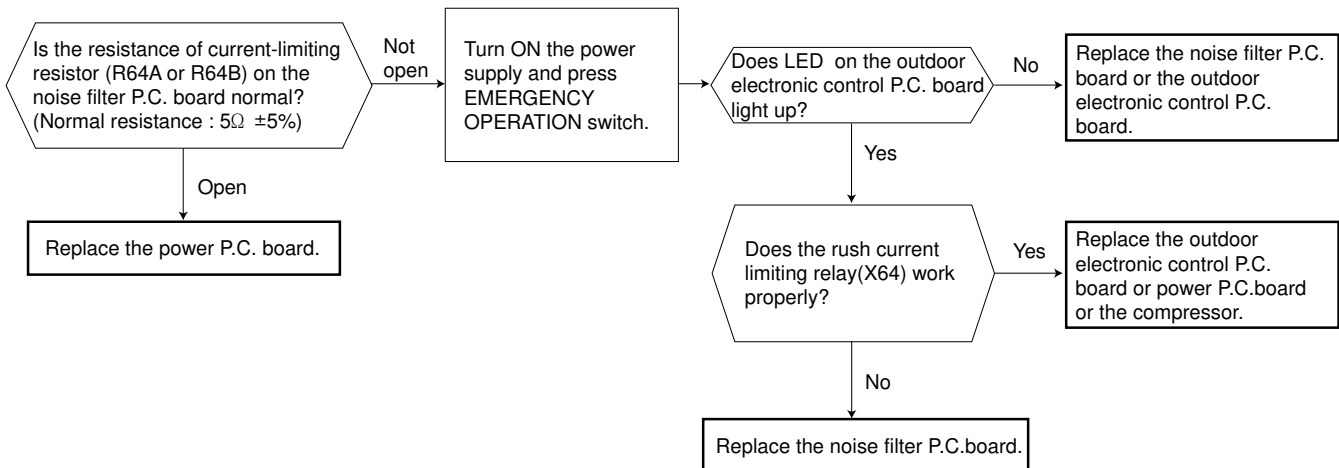 Is the resistance of current-limiting
resistor (R64A or R64B) on the
noise filter P.C. board normal?
(Normal resistance : 5Ω ±5%)
Not
open
Open
Replace the power P.C. board.
Turn ON the power
supply and press
EMERGENCY
OPERATION switch.
Does LED on the outdoor
electronic control P.C. board
light up?
No
Replace the noise filter P.C.
board or the outdoor
electronic control P.C.
board.
Yes
Does the rush current
limiting relay(X64) work
properly?
Yes
Replace the outdoor
electronic control P.C.
board or power P.C.board
or the compressor.
No
Replace the noise filter P.C.board.